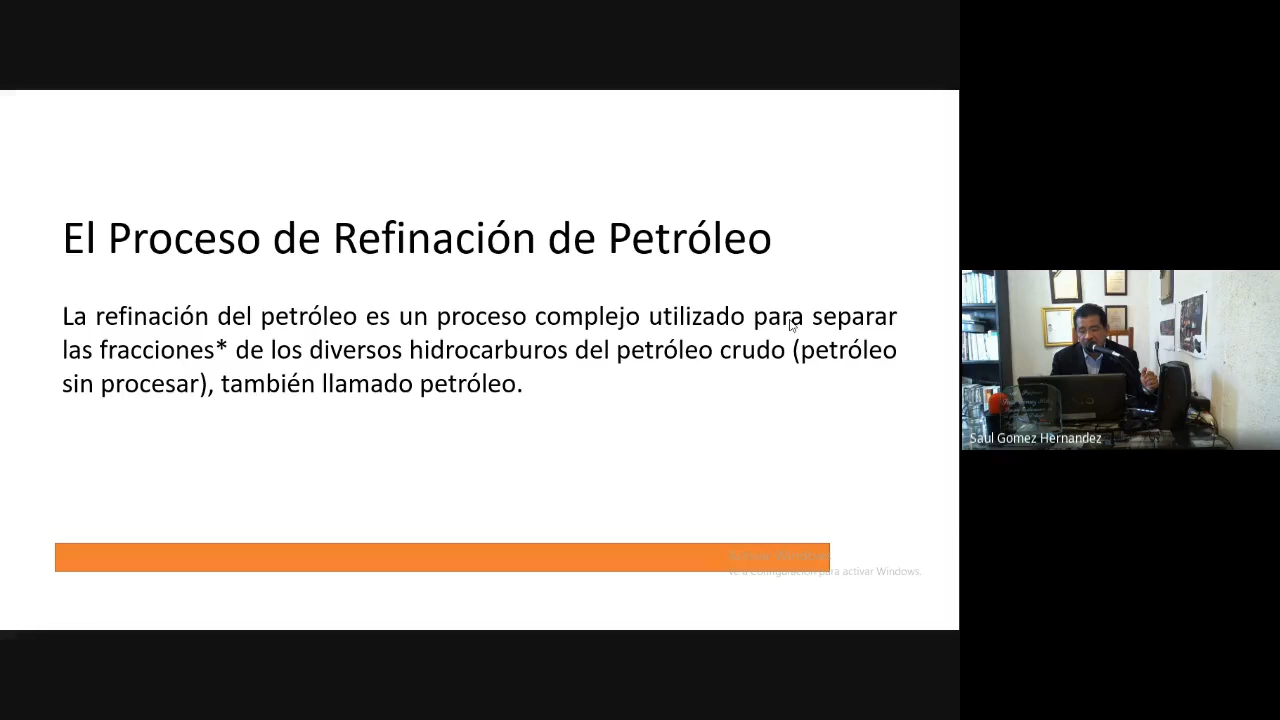 El Proceso de Refinación de Petróleo
La refinación del petróleo es un proceso complejo utilizado para separar
las fracciones* de los diversos hidrocarburos del petróleo crudo (petróleo
sin procesar), también llamado petróleo.
Activar Windows
Ve a Configuración para activar Windows.
Saul Gomez Hernandez